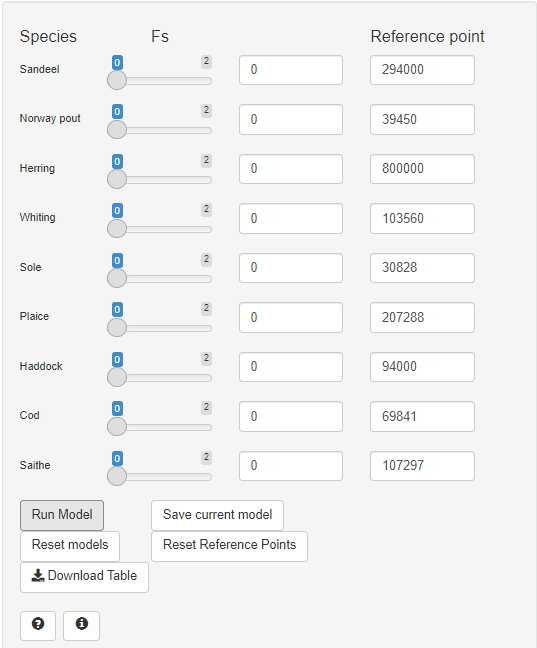 Species Fs Reference point
0 2
Sandeel 0 294000
0 2
Norway pout 0 39450
0 2
Herring 0 800000
0 2
Whiting 0 103560
0 2
Sole 0 30828
0 2
Plaice 0 207288
0 2
Haddock 0 94000
0 2
Cod 0 69841
0 2
Saithe 0 107297
Run Model Save current model
Reset models Reset Reference Points
Download Table